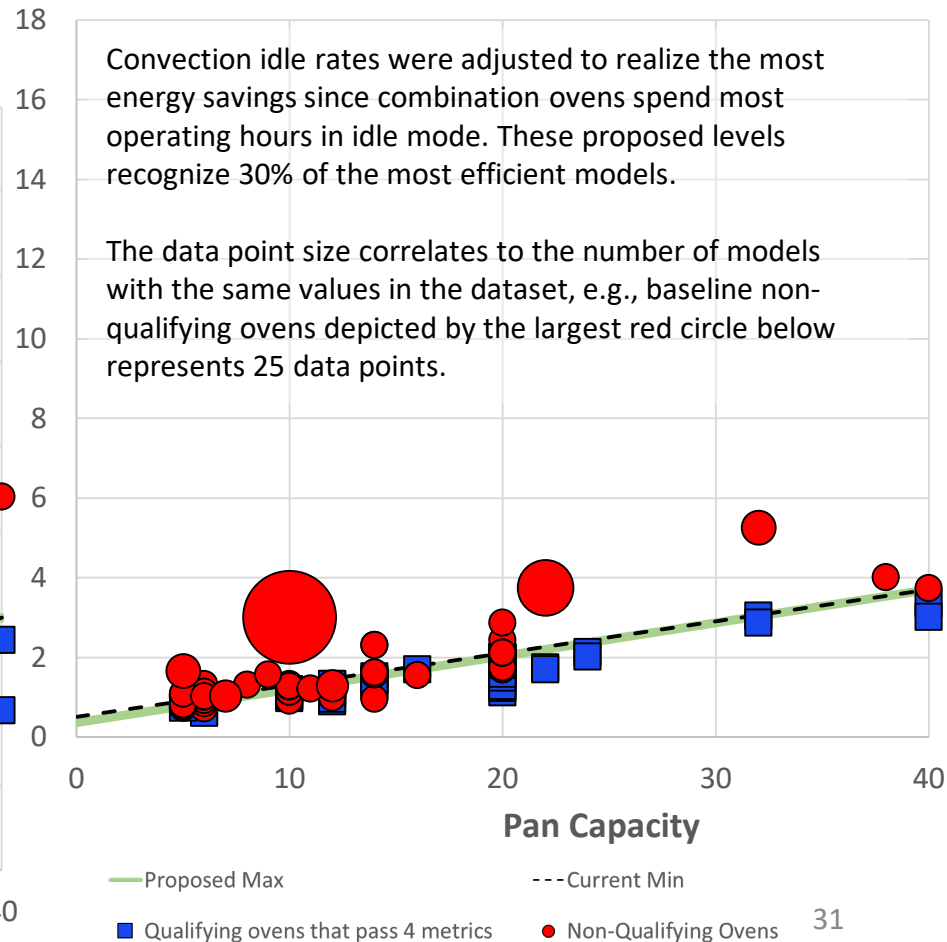 18
16
14
12
10
8
6
4
2
0
Convection idle rates were adjusted to realize the most
energy savings since combination ovens spend most
operating hours in idle mode. These proposed levels
recognize 30% of the most efficient models.
The data point size correlates to the number of models
with the same values in the dataset, e.g., baseline non-
qualifying ovens depicted by the largest red circle below
represents 25 data points.
0 10 20 30 40
Pan Capacity
Proposed Max Current Min
Qualifying ovens that pass 4 metrics Non-Qualifying Ovens
31